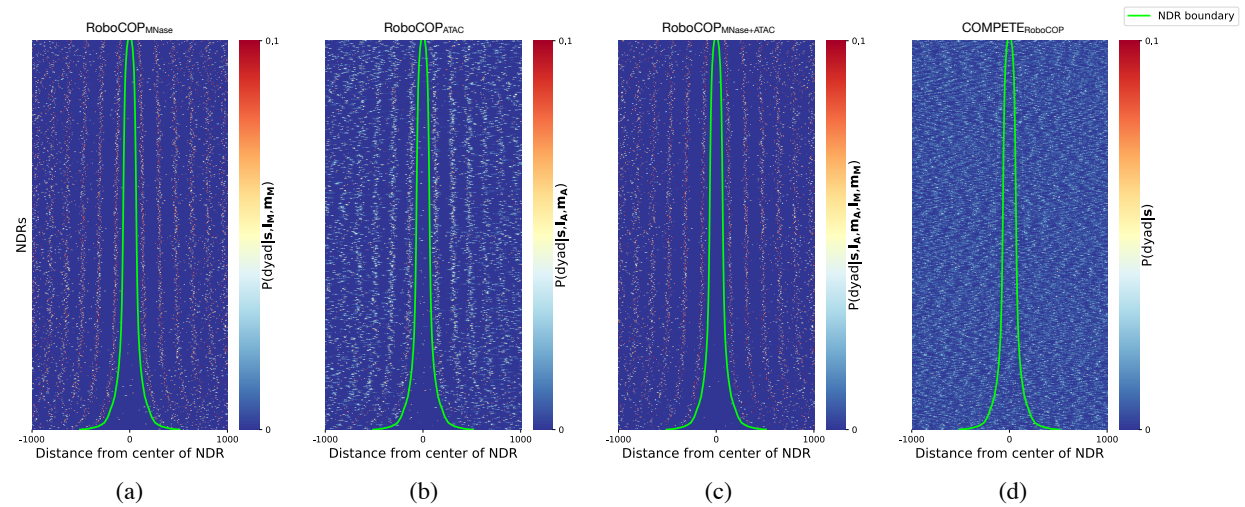 NDR boundary
RoboCOPMNase
RoboCOPATAC
RoboCOPMNase+ATAC
COMPETERoboCOP
NDRs
0.1
P(dyad|s,lM,mM)
0
-1000 0 1000
Distance from center of NDR
0.1
P(dyad|s,lA,mA)
0
-1000 0 1000
Distance from center of NDR
0.1
P(dyad|s,lA,mA,lM,mM)
0
-1000 0 1000
Distance from center of NDR
0.1
P(dyad|s)
0
-1000 0 1000
Distance from center of NDR
(a)
(b)
(c)
(d)